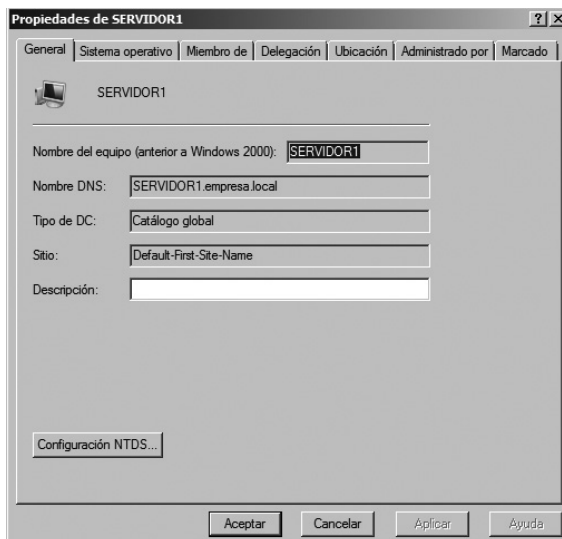 Propiedades de SERVIDOR1
General Sistema operativo Miembro de Delegación Ubicación Administrado por Marcado
SERVIDOR1
Nombre del equipo (anterior a Windows 2000): SERVIDOR1
Nombre DNS: SERVIDOR1.empresa.local
Tipo de DC: Catálogo global
Sitio: Default-First-Site-Name
Descripción:
Configuración NTDS...
Aceptar Cancelar Aplicar Ayuda